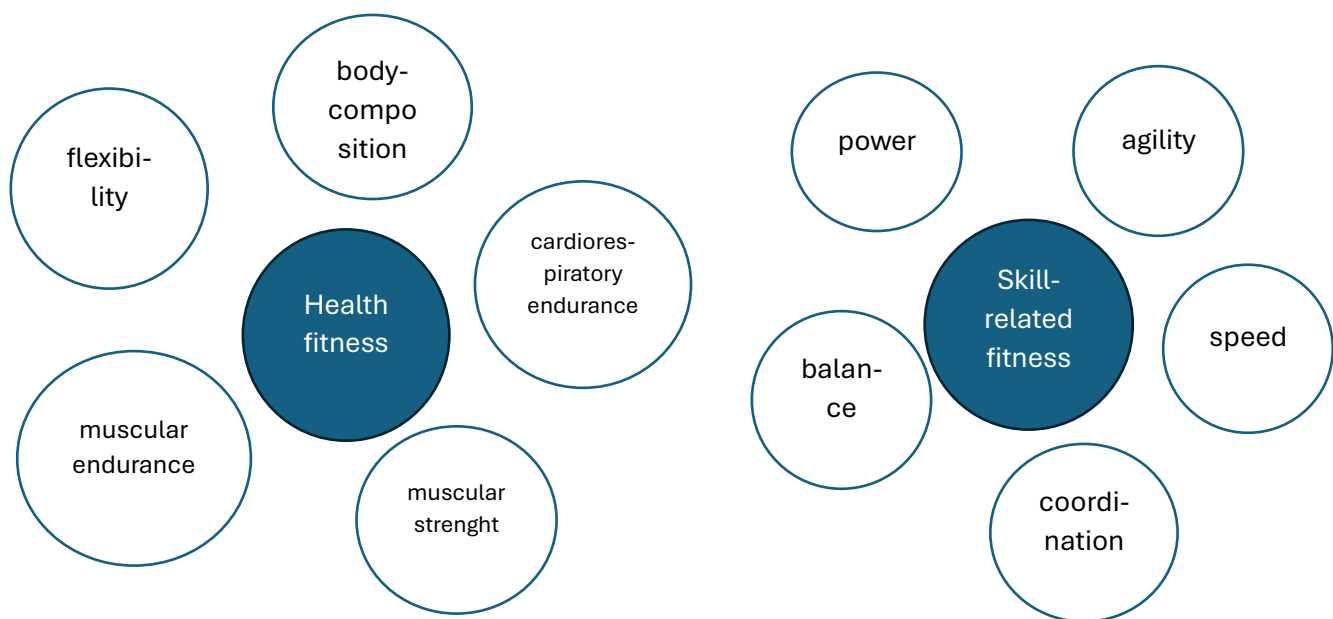 body-
compo
sition
flexibi-
lity
cardiores-
piratory
endurance
Health
fitness
muscular
endurance
muscular
strenght
power
agility
Skill-
related
fitness
speed
balan-
ce
coordi-
nation